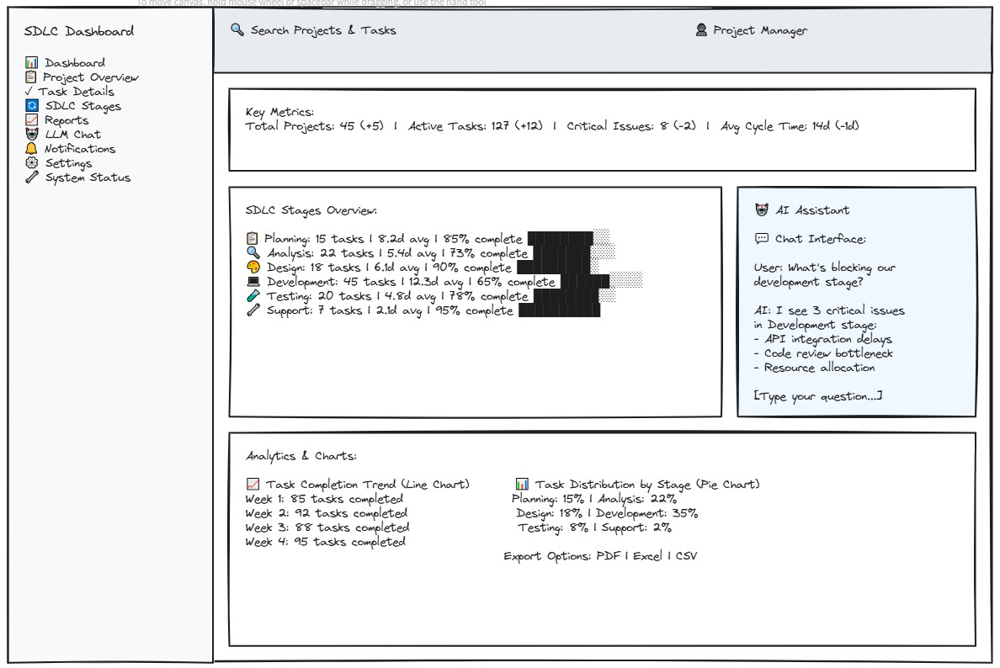 To move canvas, hold mouse wheel or spacebar while dragging, or use the hand tool
SDLC Dashboard
📊 Dashboard
📋 Project Overview
✓ Task Details
🔄 SDLC Stages
📈 Reports
🤖 LLM Chat
🔔 Notifications
⚙️ Settings
🔧 System Status
🔍 Search Projects & Tasks
👤 Project Manager
Key Metrics:
Total Projects: 45 (+5) | Active Tasks: 127 (+12) | Critical Issues: 8 (-2) | Avg Cycle Time: 14d (-1d)
SDLC Stages Overview:
📋 Planning: 15 tasks | 8.2d avg | 85% complete ████████░░
🔍 Analysis: 22 tasks | 5.4d avg | 73% complete ███████░░░
🎨 Design: 18 tasks | 6.1d avg | 90% complete █████████░
💻 Development: 45 tasks | 12.3d avg | 65% complete ██████░░░░
🧪 Testing: 20 tasks | 4.8d avg | 78% complete ████████░░
🔧 Support: 7 tasks | 2.1d avg | 95% complete ██████████
🤖 AI Assistant
💬 Chat Interface:
User: What's blocking our
development stage?
AI: I see 3 critical issues
in Development stage:
- API integration delays
- Code review bottleneck
- Resource allocation
[Type your question...]
Analytics & Charts:
📈 Task Completion Trend (Line Chart)
Week 1: 85 tasks completed
Week 2: 92 tasks completed
Week 3: 88 tasks completed
Week 4: 95 tasks completed
📊 Task Distribution by Stage (Pie Chart)
Planning: 15% | Analysis: 22%
Design: 18% | Development: 35%
Testing: 8% | Support: 2%
Export Options: PDF | Excel | CSV